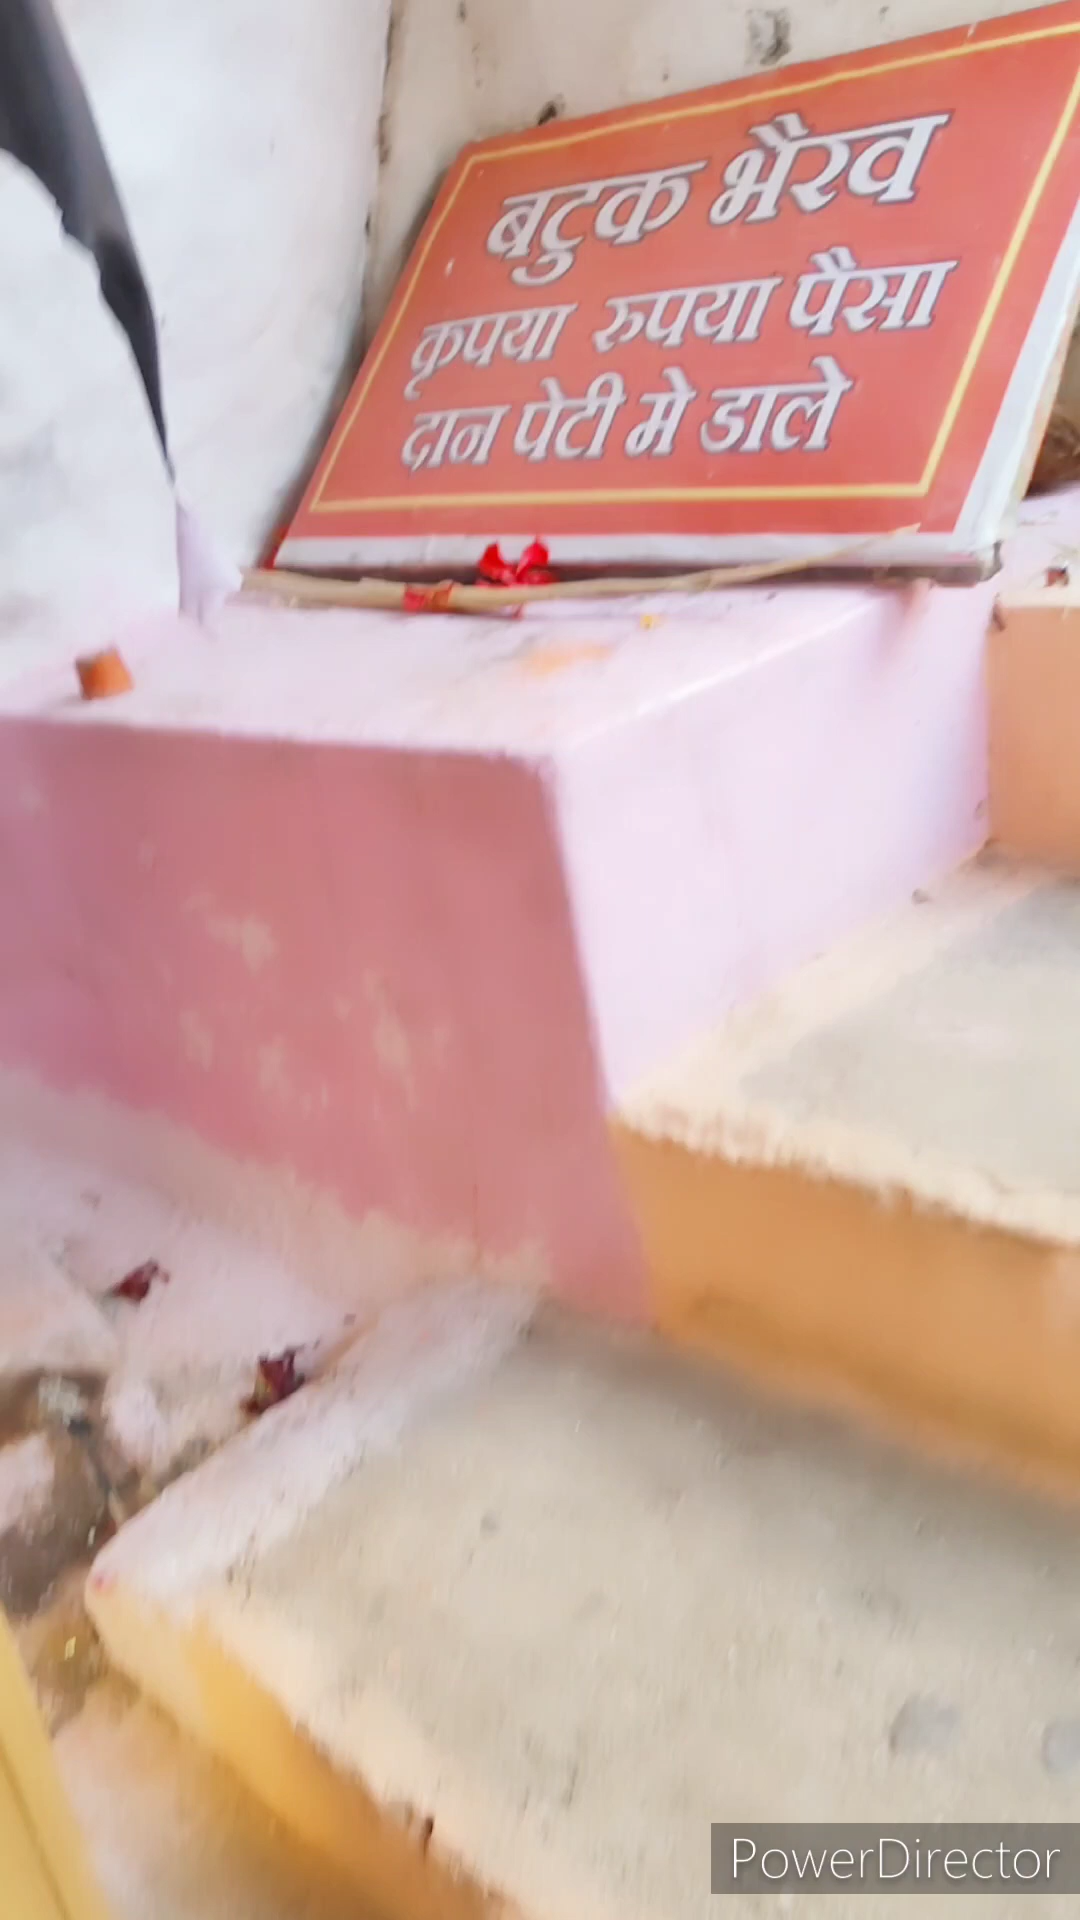 बटुक भैरव
कृपया रुपया पैसा
दान पेटी मे डाले
PowerDirector